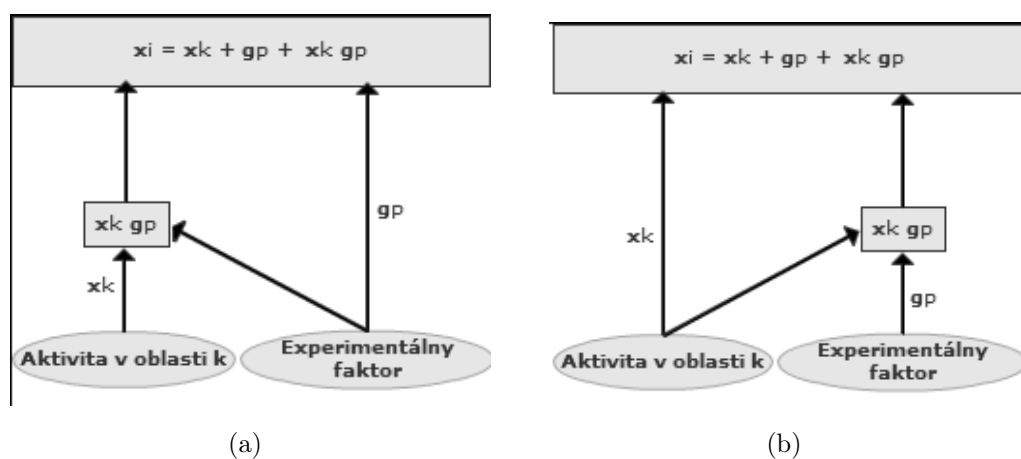 xi = xk + gp + xk gp
xk gp
gp
xk
Aktivita v oblasti k
Experimentálny
faktor
(a)
xi = xk + gp + xk gp
xk
xk gp
gp
Aktivita v oblasti k
Experimentálny
faktor
(b)